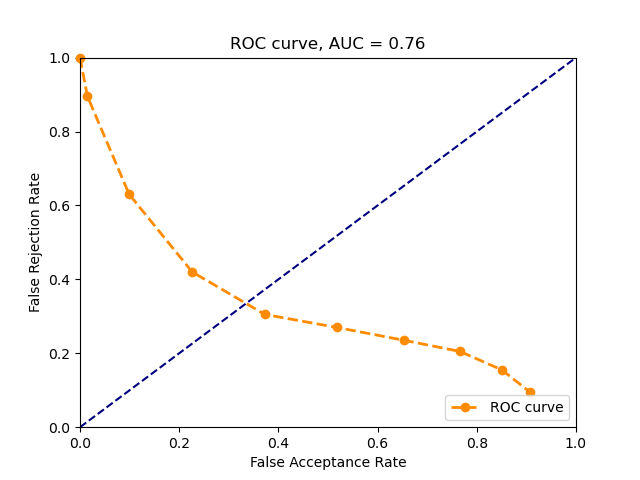 ROC curve, AUC = 0.76
False Rejection Rate
1.0
0.8
0.6
0.4
0.2
0.0
ROC curve
0.0 0.2 0.4 0.6 0.8 1.0
False Acceptance Rate